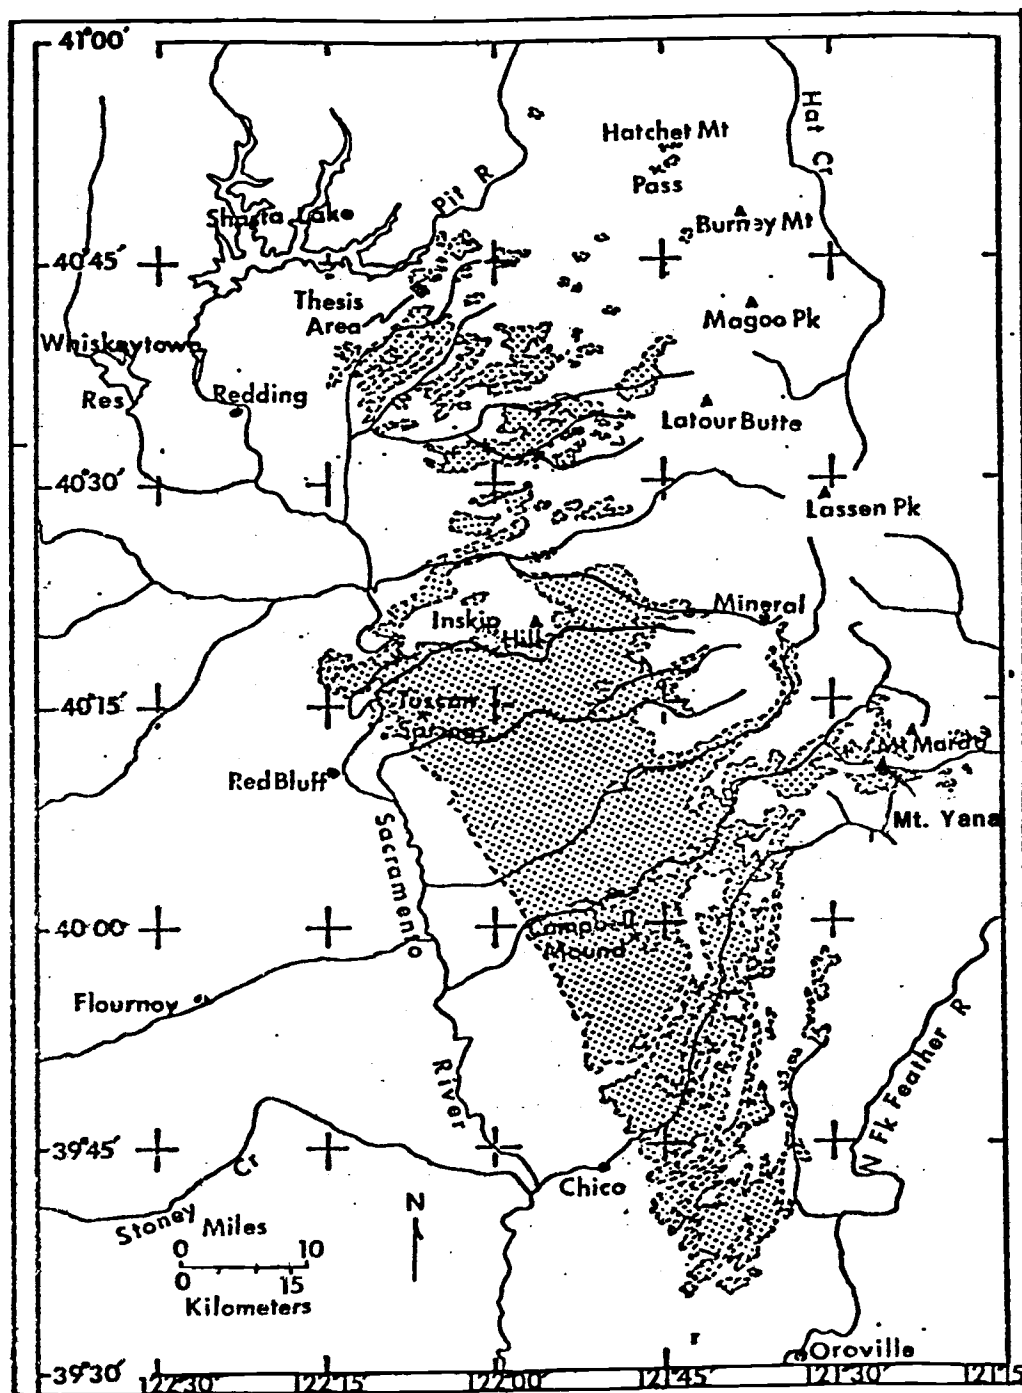 41°00'
Hat Cr
Hatchet Mt
Pass
Pit R
Shasta Lake
Burney Mt
40°45'
Thesis
Area
Magoo Pk
Whiskeytown
Res
Redding
Latour Butte
40°30'
Lassen Pk
Mineral
Inskip
Hill
40°15'
Tuscan
Springs
Mt Mardo
Red Bluff
Mt. Yana
Sacramento
River
40°00'
Campbell
Mound
Flournoy
N Fk Feather R
39°45'
Chico
Stoney Cr
N
Miles
0 10
0 15
Kilometers
Oroville
39°30'
122°30' 122°15' 122°00' 122°45' 121°30' 121°15'